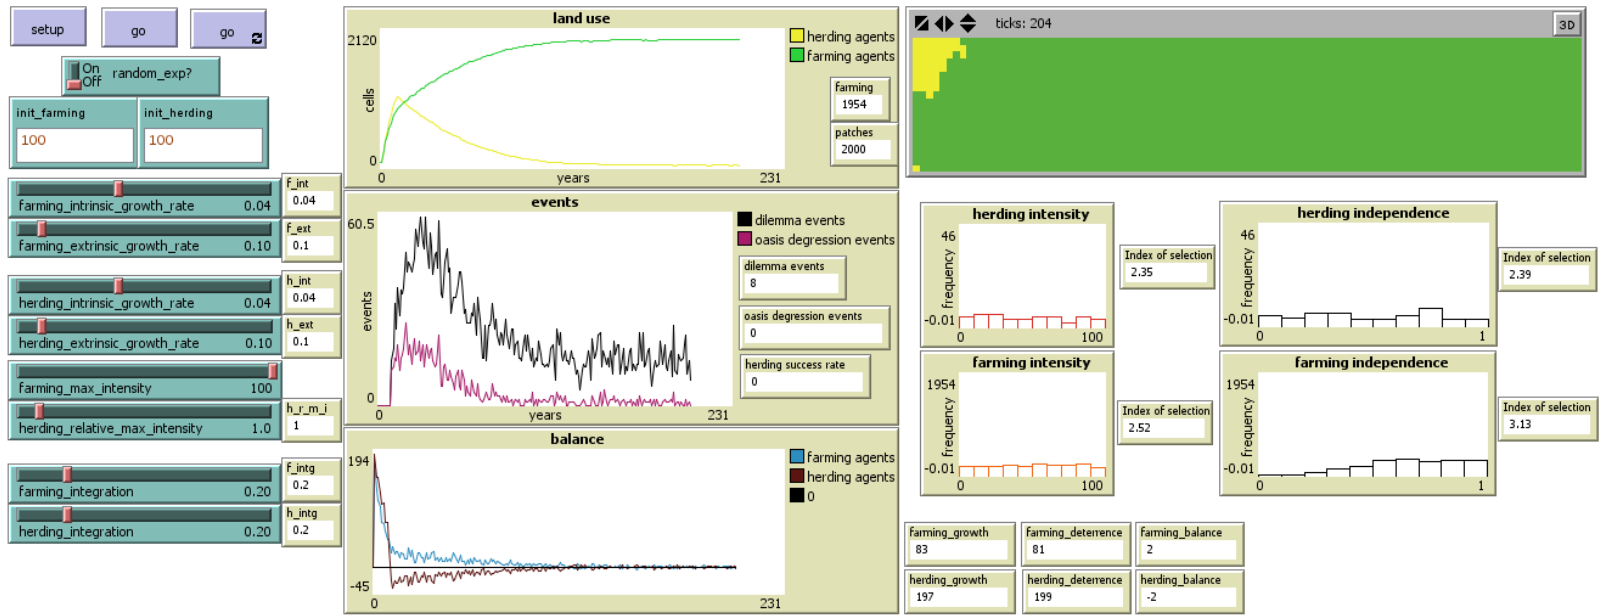 setup
go
go
On
Off
random_exp?
init_farming
100
init_herding
100
farming_intrinsic_growth_rate 0.04
f_int
0.04
farming_extrinsic_growth_rate 0.10
f_ext
0.1
herding_intrinsic_growth_rate 0.04
h_int
0.04
herding_extrinsic_growth_rate 0.10
h_ext
0.1
farming_max_intensity 100
herding_relative_max_intensity 1.0
h_r_m_i
1
farming_integration 0.20
f_intg
0.2
herding_integration 0.20
h_intg
0.2
land use
2120
cells
0
0
years
231
herding agents
farming agents
farming
1954
patches
2000
events
60.5
events
0
0
years
231
dilemma events
oasis degression events
dilemma events
8
oasis degression events
0
herding success rate
0
balance
194
-45
0
231
farming agents
herding agents
0
ticks: 204
3D
herding intensity
46
frequency
-0.01
0
100
Index of selection
2.35
herding independence
46
frequency
-0.01
0
1
Index of selection
2.39
farming intensity
1954
frequency
-0.01
0
100
Index of selection
2.52
farming independence
1954
frequency
-0.01
0
1
Index of selection
3.13
farming_growth
83
farming_deterrence
81
farming_balance
2
herding_growth
197
herding_deterrence
199
herding_balance
-2